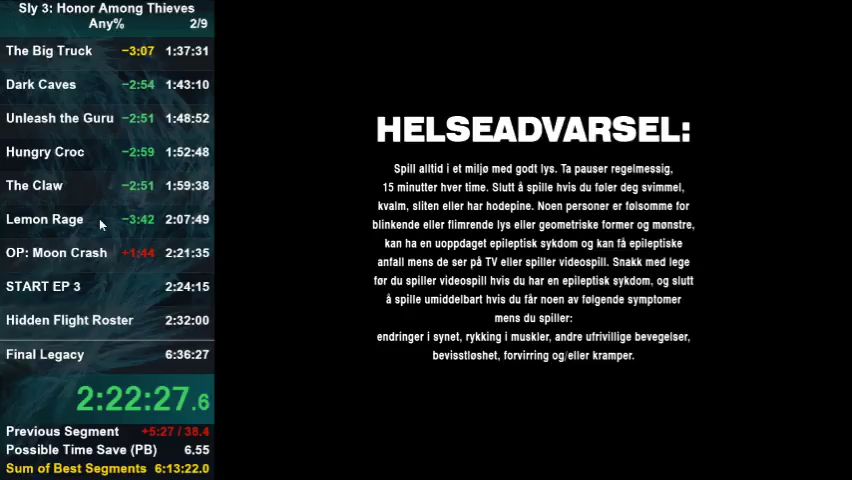 Sly 3: Honor Among Thieves
Any% 2/9
The Big Truck −3:07 1:37:31
Dark Caves −2:54 1:43:10
Unleash the Guru −2:51 1:48:52
Hungry Croc −2:59 1:52:48
The Claw −2:51 1:59:38
Lemon Rage −3:42 2:07:49
OP: Moon Crash +1:44 2:21:35
START EP 3 2:24:15
Hidden Flight Roster 2:32:00
Final Legacy 6:36:27
2:22:27.6
Previous Segment +5:27 / 38.4
Possible Time Save (PB) 6.55
Sum of Best Segments 6:13:22.0
HELSEADVARSEL:
Spill alltid i et miljø med godt lys. Ta pauser regelmessig,
15 minutter hver time. Slutt å spille hvis du føler deg svimmel,
kvalm, sliten eller har hodepine. Noen personer er følsomme for
blinkende eller flimrende lys eller geometriske former og mønstre,
kan ha en uoppdaget epileptisk sykdom og kan få epileptiske
anfall mens de ser på TV eller spiller videospill. Snakk med lege
før du spiller videospill hvis du har en epileptisk sykdom, og slutt
å spille umiddelbart hvis du får noen av følgende symptomer
mens du spiller:
endringer i synet, rykking i muskler, andre ufrivillige bevegelser,
bevisstløshet, forvirring og/eller kramper.